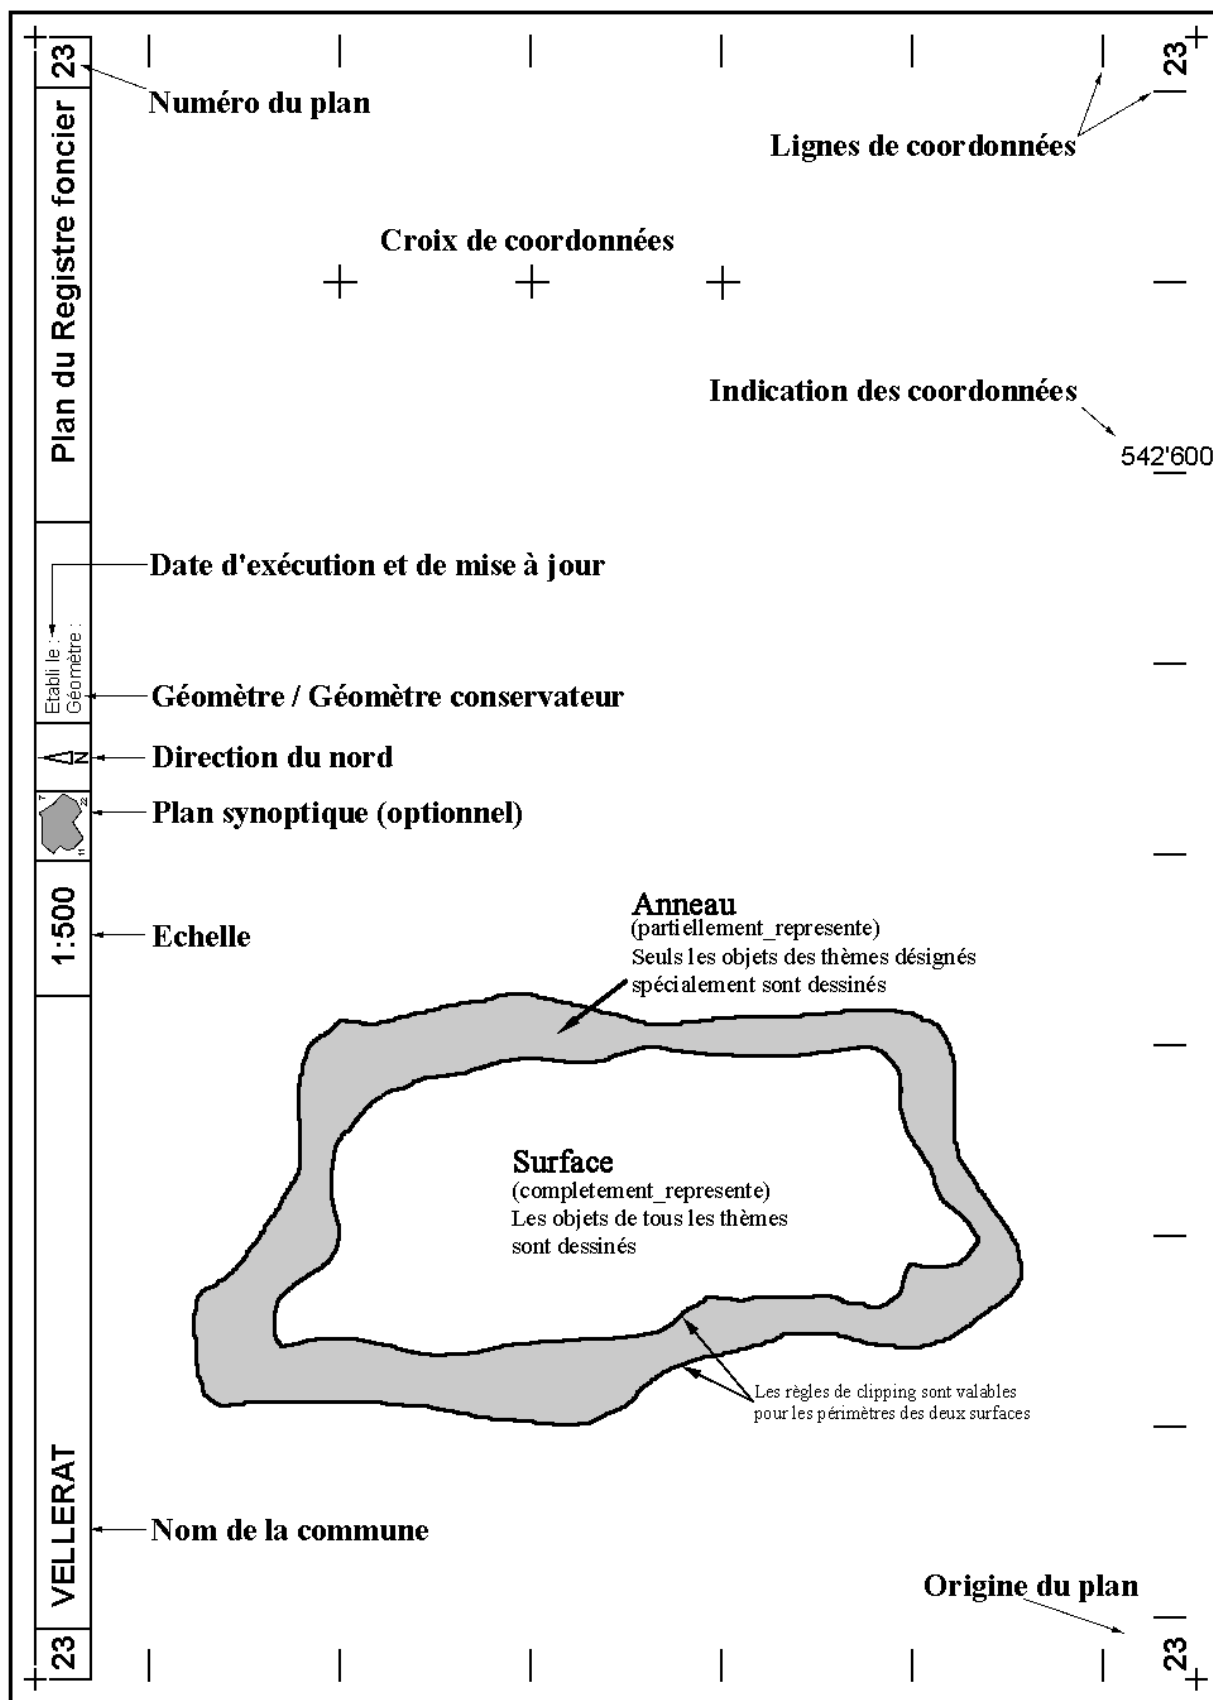 23
23
Numéro du plan
Lignes de coordonnées
Plan du Registre foncier
Croix de coordonnées
Indication des coordonnées
542'600
Date d'exécution et de mise à jour
Etabli le :
Géomètre :
Géomètre / Géomètre conservateur
N
Direction du nord
7
22
11
Plan synoptique (optionnel)
1:500
Echelle
Anneau
(partiellement_represente)
Seuls les objets des thèmes désignés
spécialement sont dessinés
Surface
(completement_represente)
Les objets de tous les thèmes
sont dessinés
Les règles de clipping sont valables
pour les périmètres des deux surfaces
VELLERAT
Nom de la commune
Origine du plan
23
23